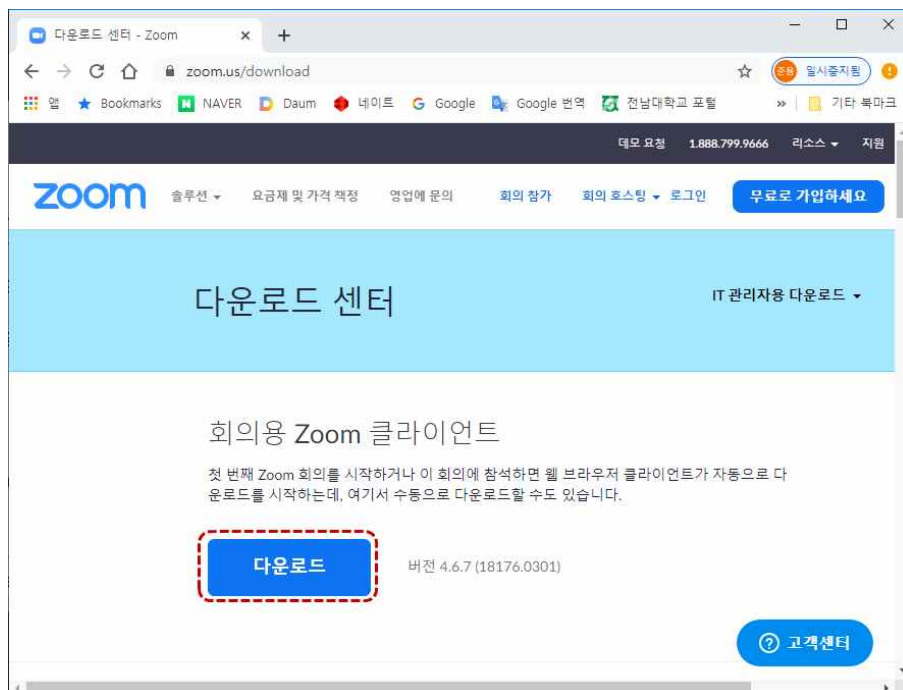 다운로드 센터 - Zoom
zoom.us/download
준용 일시중지됨
앱 Bookmarks NAVER Daum 네이트 Google Google 번역 전남대학교 포털 » 기타 북마크
데모 요청 1.888.799.9666 리소스 지원
zoom 솔루션 요금제 및 가격 책정 영업에 문의 회의 참가 회의 호스팅 로그인 무료로 가입하세요
다운로드 센터 IT 관리자용 다운로드
회의용 Zoom 클라이언트
첫 번째 Zoom 회의를 시작하거나 이 회의에 참석하면 웹 브라우저 클라이언트가 자동으로 다
운로드를 시작하는데, 여기서 수동으로 다운로드할 수도 있습니다.
다운로드 버전 4.6.7 (18176.0301)
고객센터